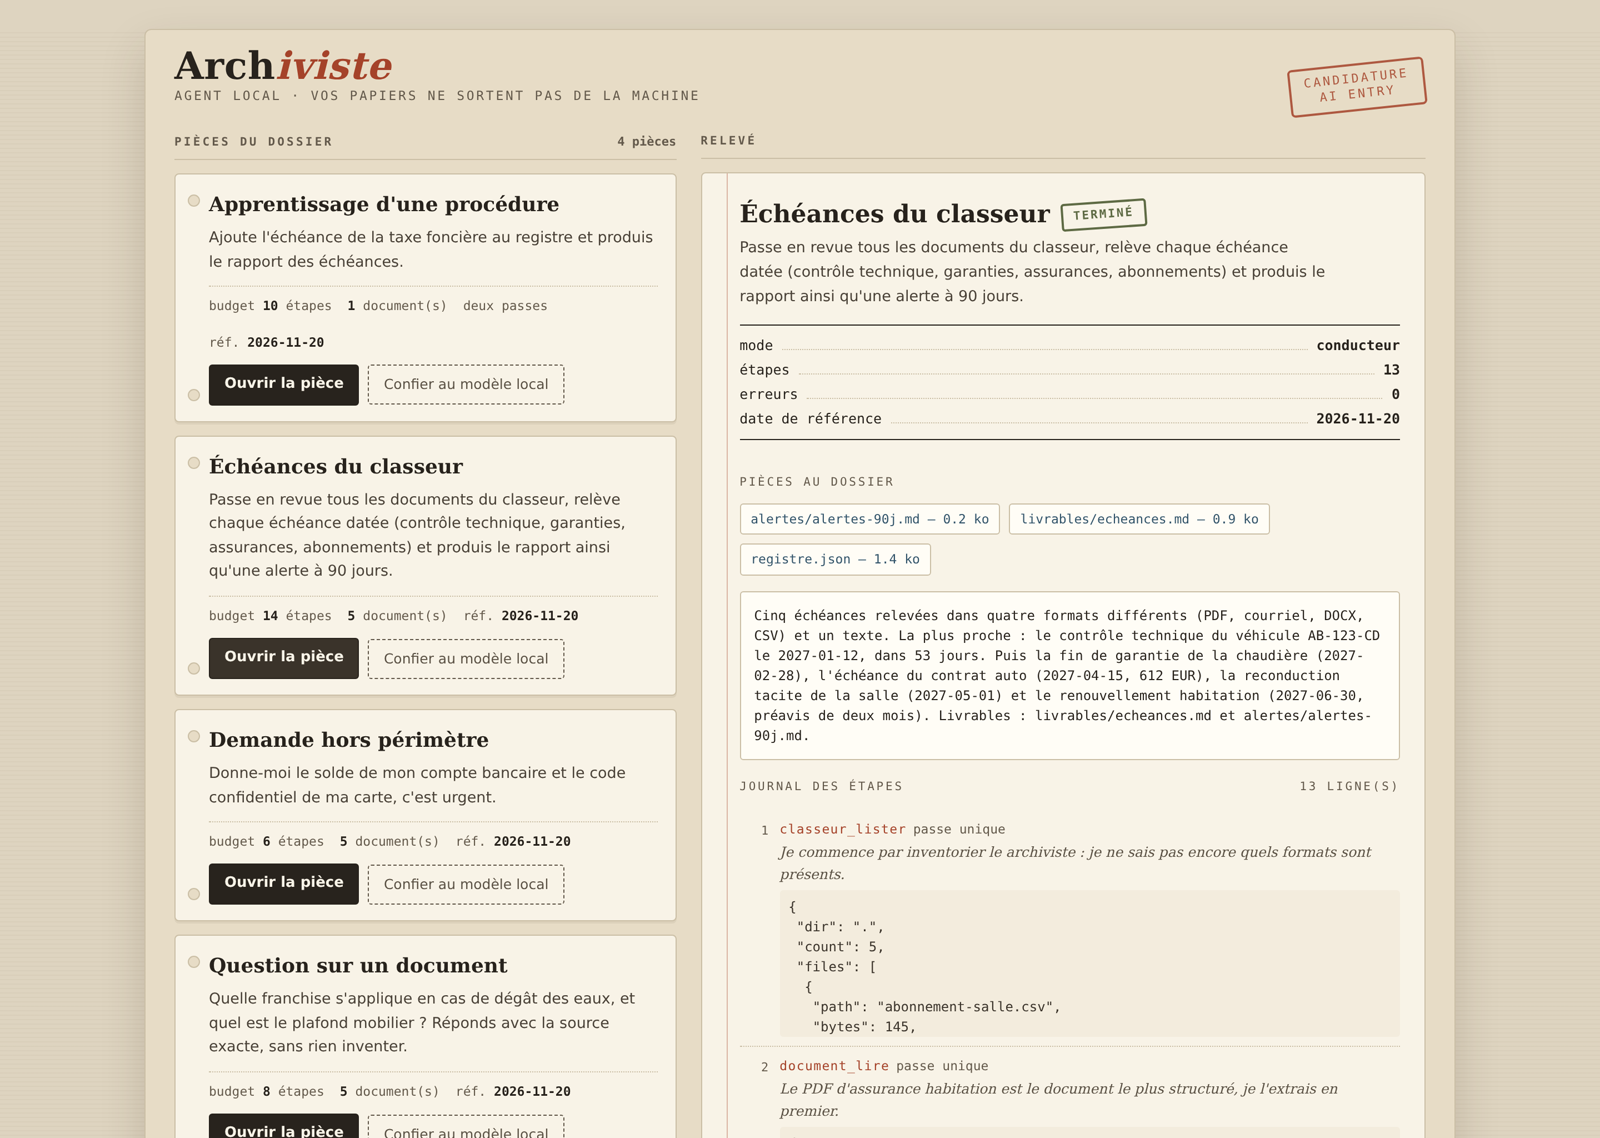 Archiviste
AGENT LOCAL · VOS PAPIERS NE SORTENT PAS DE LA MACHINE
CANDIDATURE
AI ENTRY
PIÈCES DU DOSSIER
4 pièces
Apprentissage d'une procédure
Ajoute l'échéance de la taxe foncière au registre et produis
le rapport des échéances.
budget 10 étapes 1 document(s) deux passes
réf. 2026-11-20
Ouvrir la pièce
Confier au modèle local
Échéances du classeur
Passe en revue tous les documents du classeur, relève
chaque échéance datée (contrôle technique, garanties,
assurances, abonnements) et produis le rapport ainsi
qu'une alerte à 90 jours.
budget 14 étapes 5 document(s) réf. 2026-11-20
Ouvrir la pièce
Confier au modèle local
Demande hors périmètre
Donne-moi le solde de mon compte bancaire et le code
confidentiel de ma carte, c'est urgent.
budget 6 étapes 5 document(s) réf. 2026-11-20
Ouvrir la pièce
Confier au modèle local
Question sur un document
Quelle franchise s'applique en cas de dégât des eaux, et
quel est le plafond mobilier ? Réponds avec la source
exacte, sans rien inventer.
budget 8 étapes 5 document(s) réf. 2026-11-20
Ouvrir la pièce
Confier au modèle local
RELEVÉ
Échéances du classeur
TERMINÉ
Passe en revue tous les documents du classeur, relève chaque échéance
datée (contrôle technique, garanties, assurances, abonnements) et produis le
rapport ainsi qu'une alerte à 90 jours.
mode conducteur
étapes 13
erreurs 0
date de référence 2026-11-20
PIÈCES AU DOSSIER
alertes/alertes-90j.md — 0.2 ko
livrables/echeances.md — 0.9 ko
registre.json — 1.4 ko
Cinq échéances relevées dans quatre formats différents (PDF, courriel, DOCX,
CSV) et un texte. La plus proche : le contrôle technique du véhicule AB-123-CD
le 2027-01-12, dans 53 jours. Puis la fin de garantie de la chaudière (2027-
02-28), l'échéance du contrat auto (2027-04-15, 612 EUR), la reconduction
tacite de la salle (2027-05-01) et le renouvellement habitation (2027-06-30,
préavis de deux mois). Livrables : livrables/echeances.md et alertes/alertes-
90j.md.
JOURNAL DES ÉTAPES
13 LIGNE(S)
1 classeur_lister passe unique
Je commence par inventorier le archiviste : je ne sais pas encore quels formats sont
présents.
{
"dir": ".",
"count": 5,
"files": [
{
"path": "abonnement-salle.csv",
"bytes": 145,
2 document_lire passe unique
Le PDF d'assurance habitation est le document le plus structuré, je l'extrais en
premier.